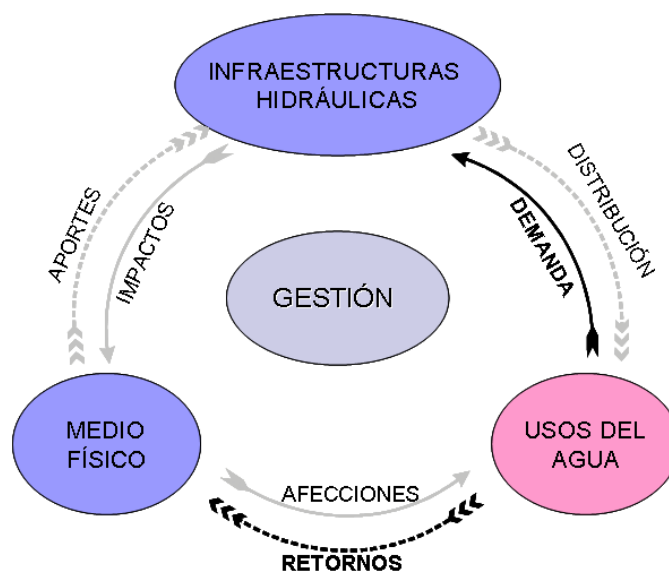 INFRAESTRUCTURAS
HIDRÁULICAS
APORTES
IMPACTOS
DEMANDA
DISTRIBUCIÓN
GESTIÓN
MEDIO
FÍSICO
USOS DEL
AGUA
AFECCIONES
RETORNOS